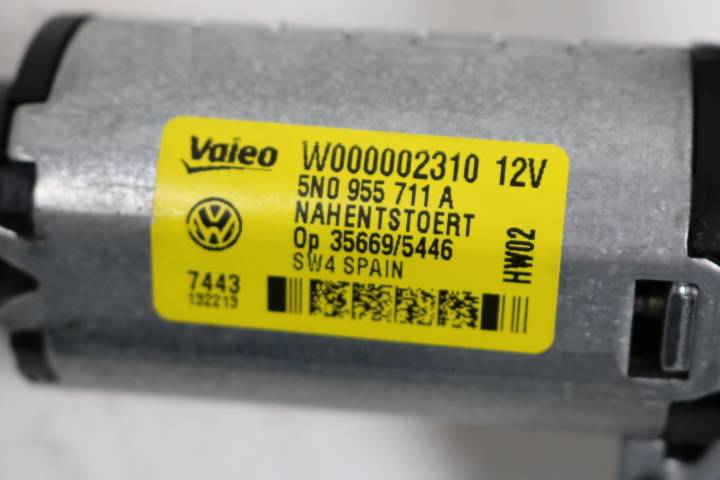 Valeo W000002310 12V
5N0 955 711 A
NAHENTSTOERT
Op 35669/5446
SW4 SPAIN
HW02
7443
132213